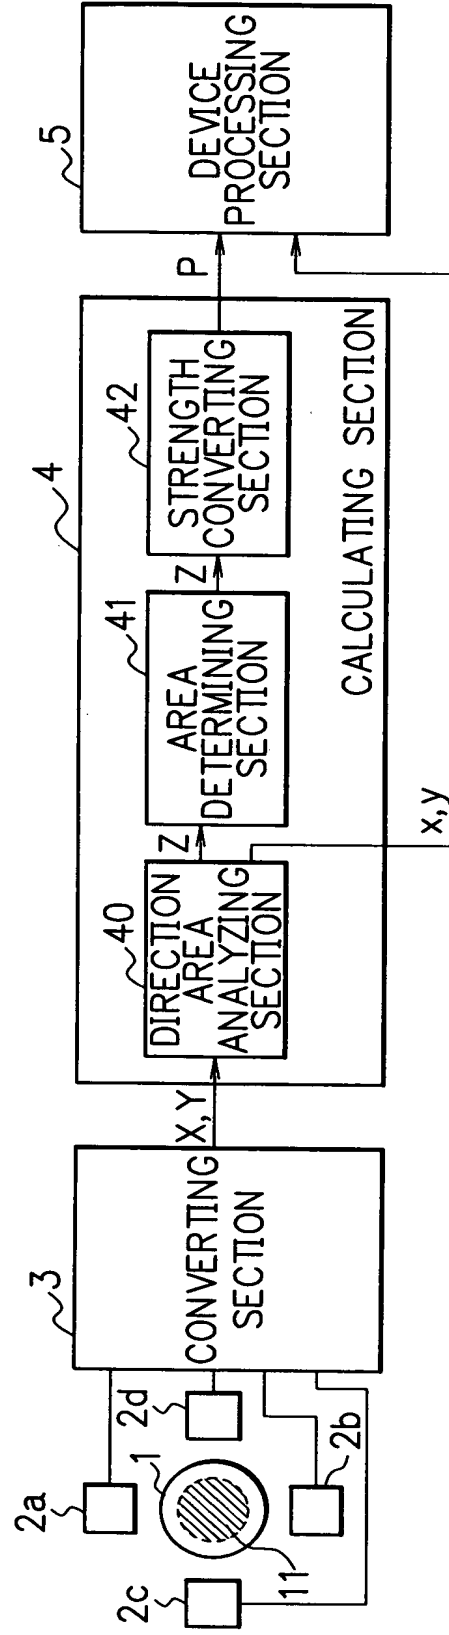 2a
2c
1
11
2d
2b
3
CONVERTING
SECTION
X,Y
4
40
DIRECTION
AREA
ANALYZING
SECTION
Z
41
AREA
DETERMINING
SECTION
Z
42
STRENGTH
CONVERTING
SECTION
P
CALCULATING SECTION
x,y
5
DEVICE
PROCESSING
SECTION